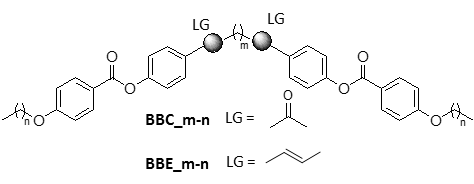 LG
LG
( )m
O
O
O
O
( )n
O
O
( )n
BBC_m-n LG =
O
BBE_m-n LG =